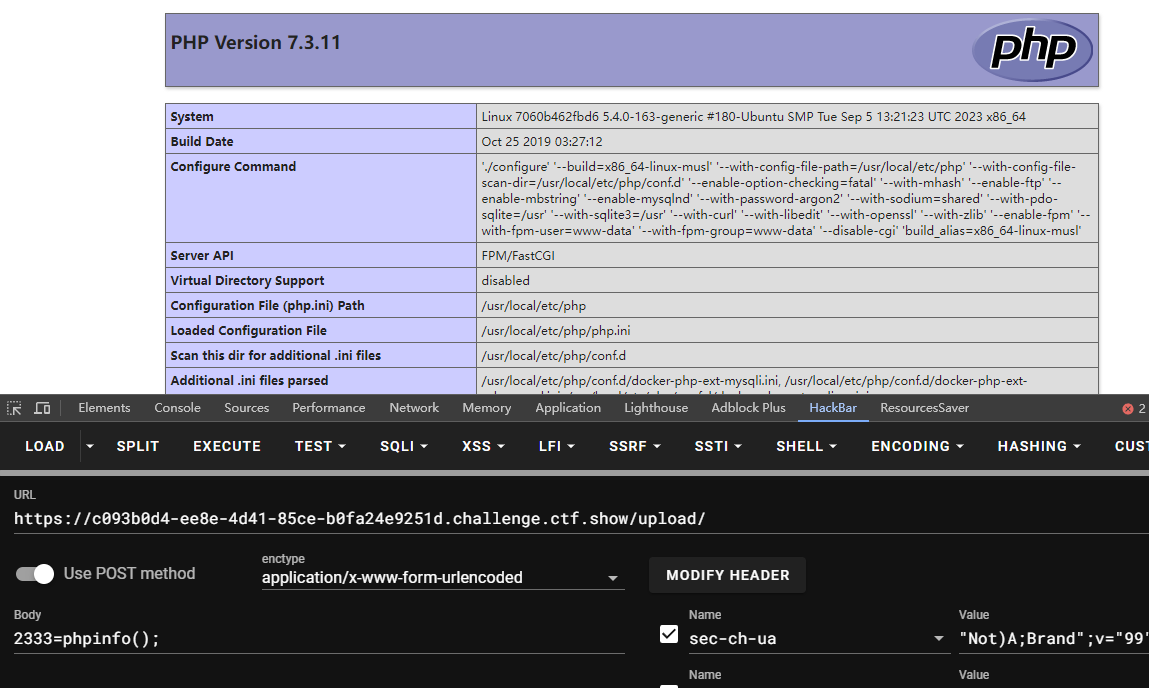 PHP Version 7.3.11
php
System Linux 7060b462fbd6 5.4.0-163-generic #180-Ubuntu SMP Tue Sep 5 13:21:23 UTC 2023 x86_64
Build Date Oct 25 2019 03:27:12
Configure Command './configure' '--build=x86_64-linux-musl' '--with-config-file-path=/usr/local/etc/php' '--with-config-file-
scan-dir=/usr/local/etc/php/conf.d' '--enable-option-checking=fatal' '--with-mhash' '--enable-ftp' '--
enable-mbstring' '--enable-mysqlnd' '--with-password-argon2' '--with-sodium=shared' '--with-pdo-
sqlite=/usr' '--with-sqlite3=/usr' '--with-curl' '--with-libedit' '--with-openssl' '--with-zlib' '--enable-fpm' '--
with-fpm-user=www-data' '--with-fpm-group=www-data' '--disable-cgi' 'build_alias=x86_64-linux-musl'
Server API FPM/FastCGI
Virtual Directory Support disabled
Configuration File (php.ini) Path /usr/local/etc/php
Loaded Configuration File /usr/local/etc/php/php.ini
Scan this dir for additional .ini files /usr/local/etc/php/conf.d
Additional .ini files parsed /usr/local/etc/php/conf.d/docker-php-ext-mysqli.ini, /usr/local/etc/php/conf.d/docker-php-ext-
Elements Console Sources Performance Network Memory Application Lighthouse Adblock Plus HackBar ResourcesSaver 2
LOAD SPLIT EXECUTE TEST SQLI XSS LFI SSRF SSTI SHELL ENCODING HASHING CUST
URL
https://c093b0d4-ee8e-4d41-85ce-b0fa24e9251d.challenge.ctf.show/upload/
Use POST method
enctype
application/x-www-form-urlencoded
MODIFY HEADER
Body
2333=phpinfo();
Name Value
sec-ch-ua "Not)A;Brand";v="99"
Name Value